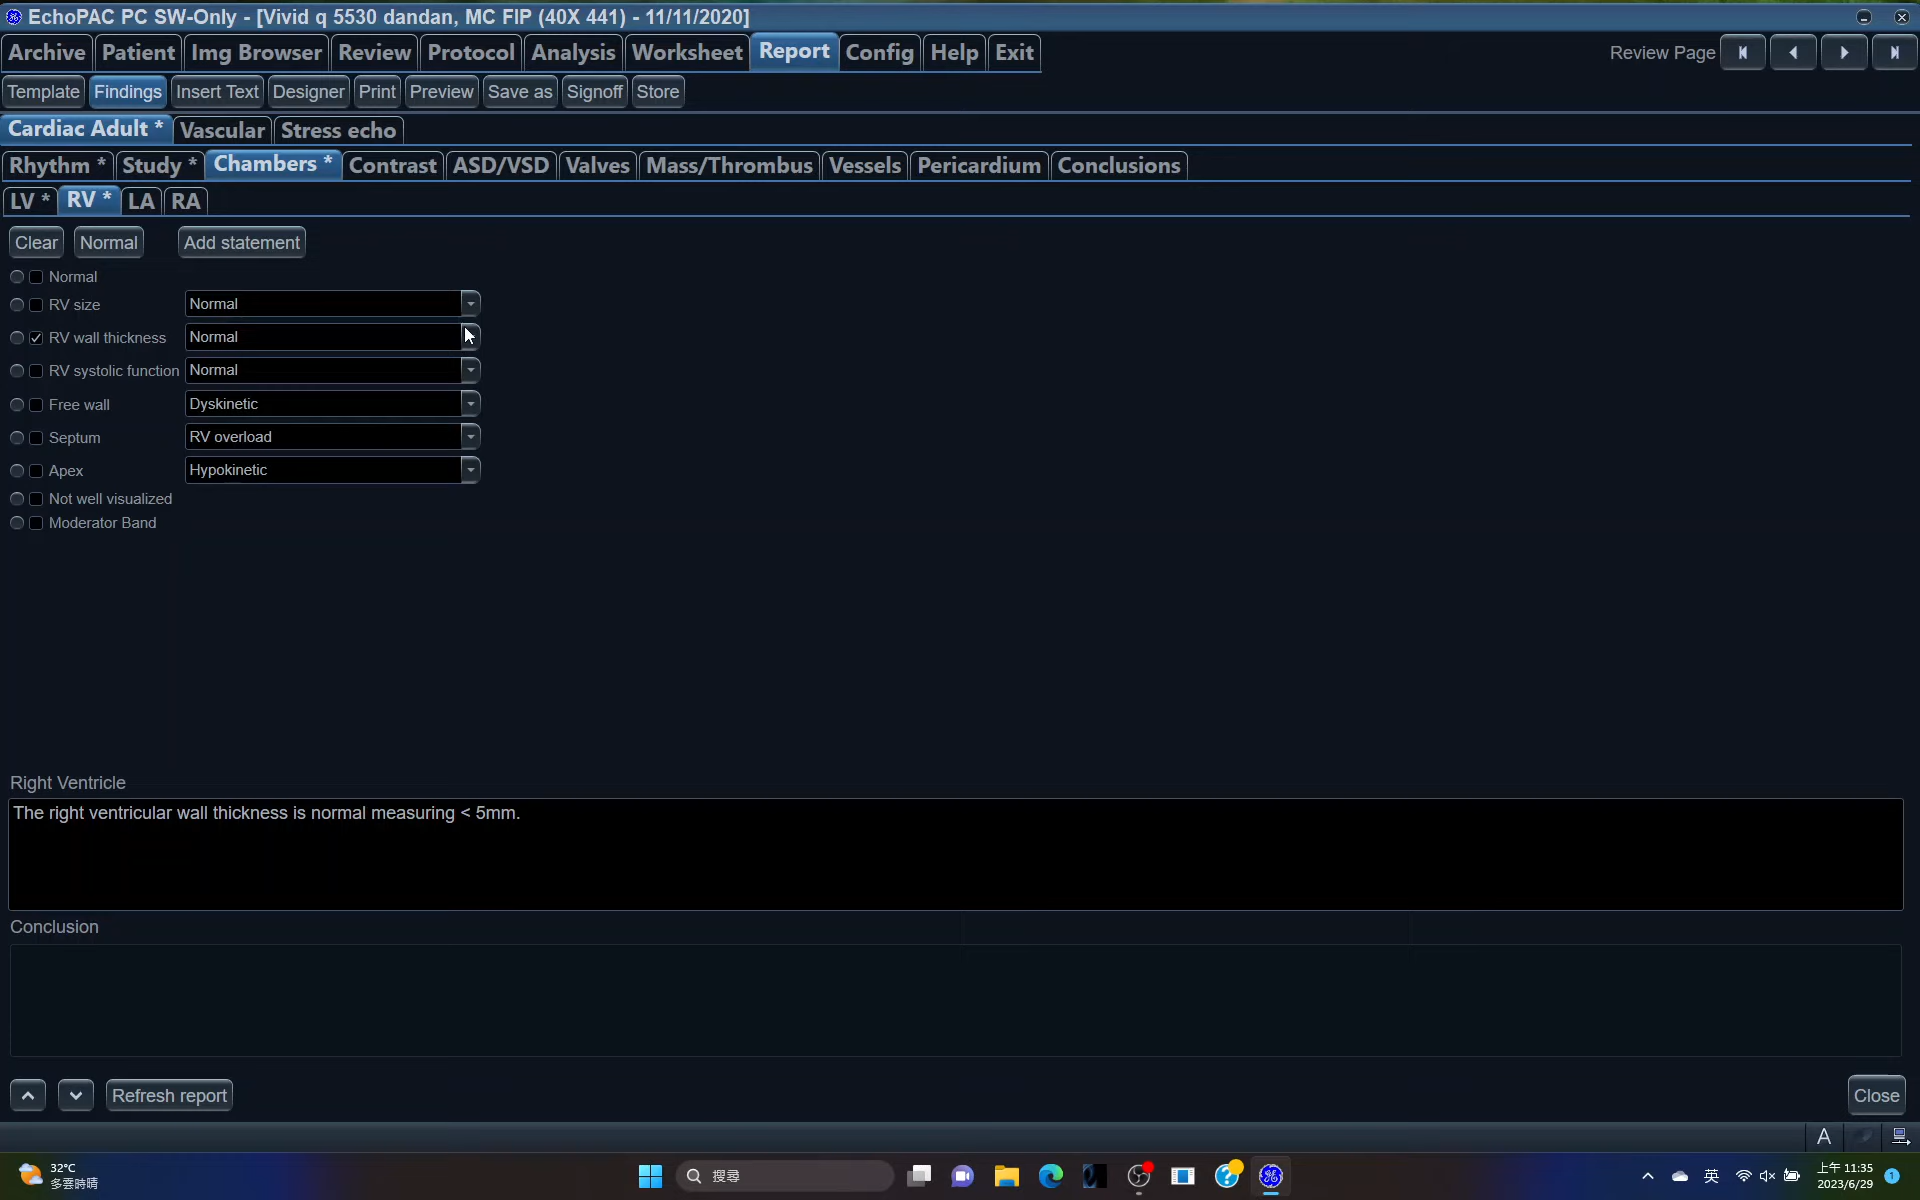 EchoPAC PC SW-Only - [Vivid q 5530 dandan, MC FIP (40X 441) - 11/11/2020]
Archive Patient Img Browser Review Protocol Analysis Worksheet Report Config Help Exit Review Page
Template Findings Insert Text Designer Print Preview Save as Signoff Store
Cardiac Adult * Vascular Stress echo
Rhythm * Study * Chambers * Contrast ASD/VSD Valves Mass/Thrombus Vessels Pericardium Conclusions
LV * RV * LA RA
Clear Normal Add statement
Normal
RV size Normal
RV wall thickness Normal
RV systolic function Normal
Free wall Dyskinetic
Septum RV overload
Apex Hypokinetic
Not well visualized
Moderator Band
Right Ventricle
The right ventricular wall thickness is normal measuring < 5mm.
Conclusion
Refresh report Close
A
32°C
多雲時晴
搜尋
英
上午 11:35
2023/6/29
1